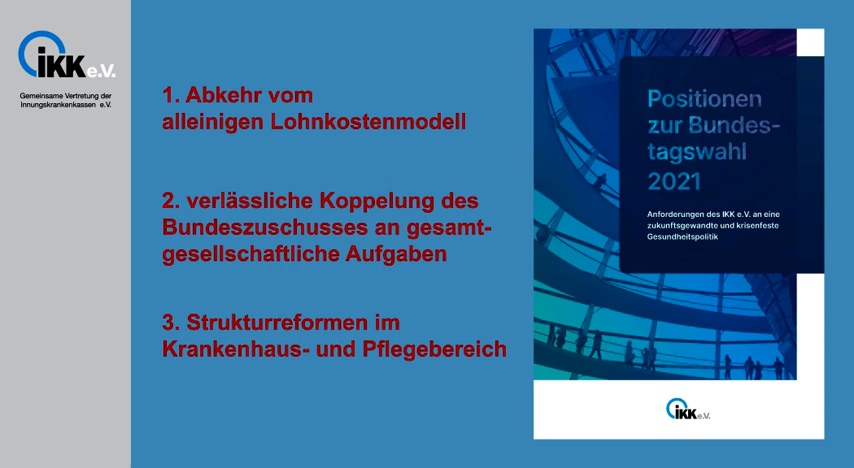 iKK e.V.
Gemeinsame Vertretung der
Innungskrankenkassen e.V.
1. Abkehr vom
alleinigen Lohnkostenmodell
2. verlässliche Koppelung des
Bundeszuschusses an gesamt-
gesellschaftliche Aufgaben
3. Strukturreformen im
Krankenhaus- und Pflegebereich
Positionen
zur Bundes-
tagswahl
2021
Anforderungen des IKK e.V. an eine
zukunftsgewandte und krisenfeste
Gesundheitspolitik
iKK e.V.